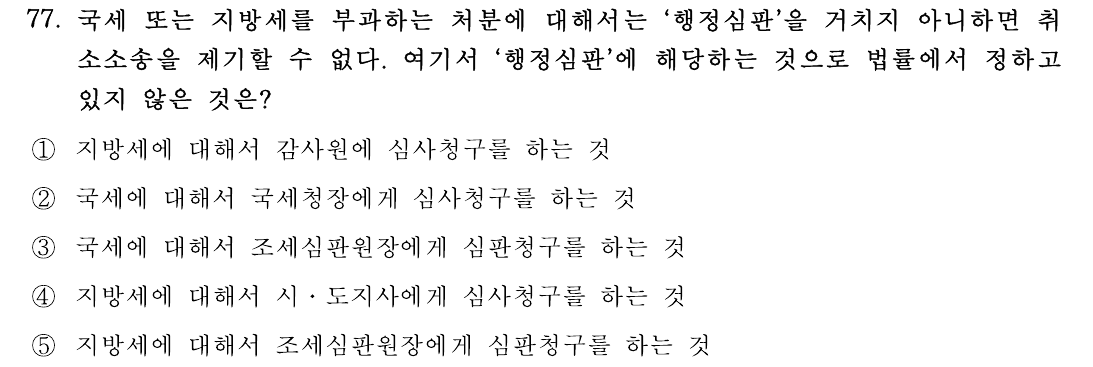 77. 국세 또는 지방세를 부과하는 처분에 대해서는 ‘행정심판’을 거치지 아니하면 취
소소송을 제기할 수 없다. 여기서 ‘행정심판’에 해당하는 것으로 법률에서 정하고
있지 않은 것은?
① 지방세에 대해서 감사원에 심사청구를 하는 것
② 국세에 대해서 국세청장에게 심사청구를 하는 것
③ 국세에 대해서 조세심판원장에게 심판청구를 하는 것
④ 지방세에 대해서 시·도지사에게 심사청구를 하는 것
⑤ 지방세에 대해서 조세심판원장에게 심판청구를 하는 것